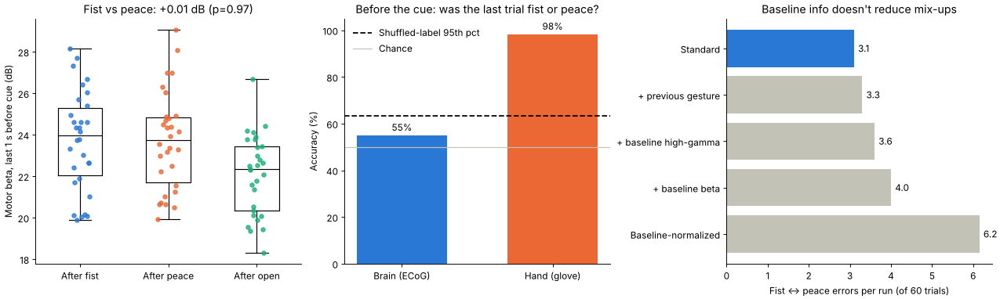 Fist vs peace: +0.01 dB (p=0.97)
Motor beta, last 1 s before cue (dB)
28
26
24
22
20
18
After fist
After peace
After open
Before the cue: was the last trial fist or peace?
Accuracy (%)
100
80
60
40
20
0
Shuffled-label 95th pct
Chance
55%
98%
Brain (ECoG)
Hand (glove)
Baseline info doesn't reduce mix-ups
Standard
3.1
+ previous gesture
3.3
+ baseline high-gamma
3.6
+ baseline beta
4.0
Baseline-normalized
6.2
0 1 2 3 4 5 6
Fist ↔ peace errors per run (of 60 trials)